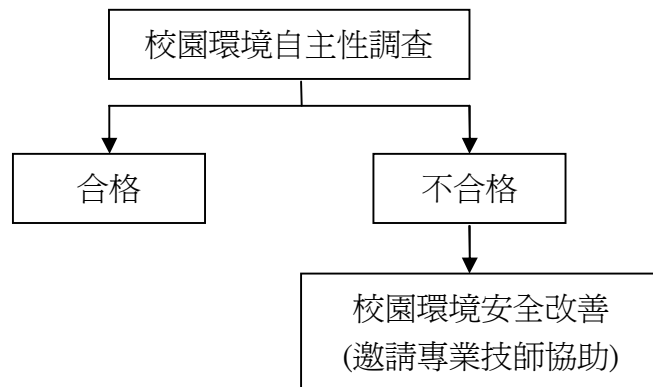 校園環境自主性調查
合格
不合格
校園環境安全改善
(邀請專業技師協助)